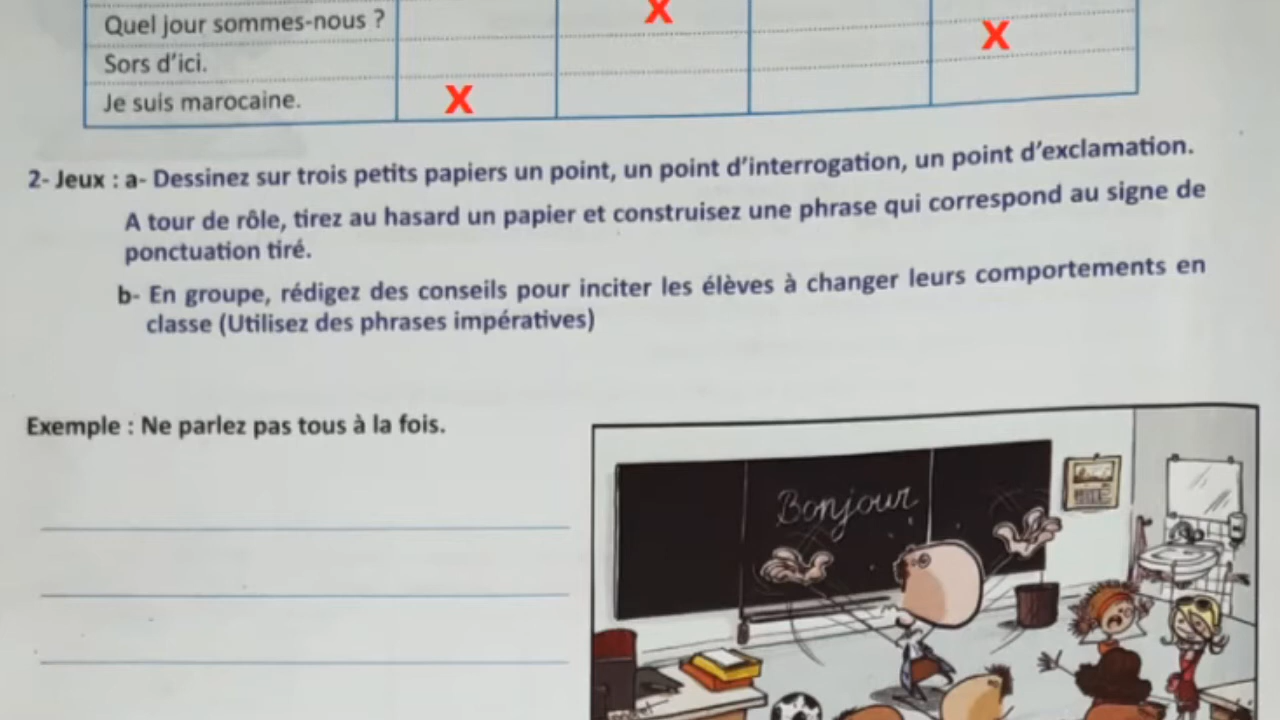 Quel jour sommes-nous ?
X
Sors d'ici.
X
Je suis marocaine.
X
2- Jeux : a- Dessinez sur trois petits papiers un point, un point d'interrogation, un point d'exclamation.
A tour de rôle, tirez au hasard un papier et construisez une phrase qui correspond au signe de
ponctuation tiré.
b- En groupe, rédigez des conseils pour inciter les élèves à changer leurs comportements en
classe (Utilisez des phrases impératives)
Exemple : Ne parlez pas tous à la fois.
Bonjour